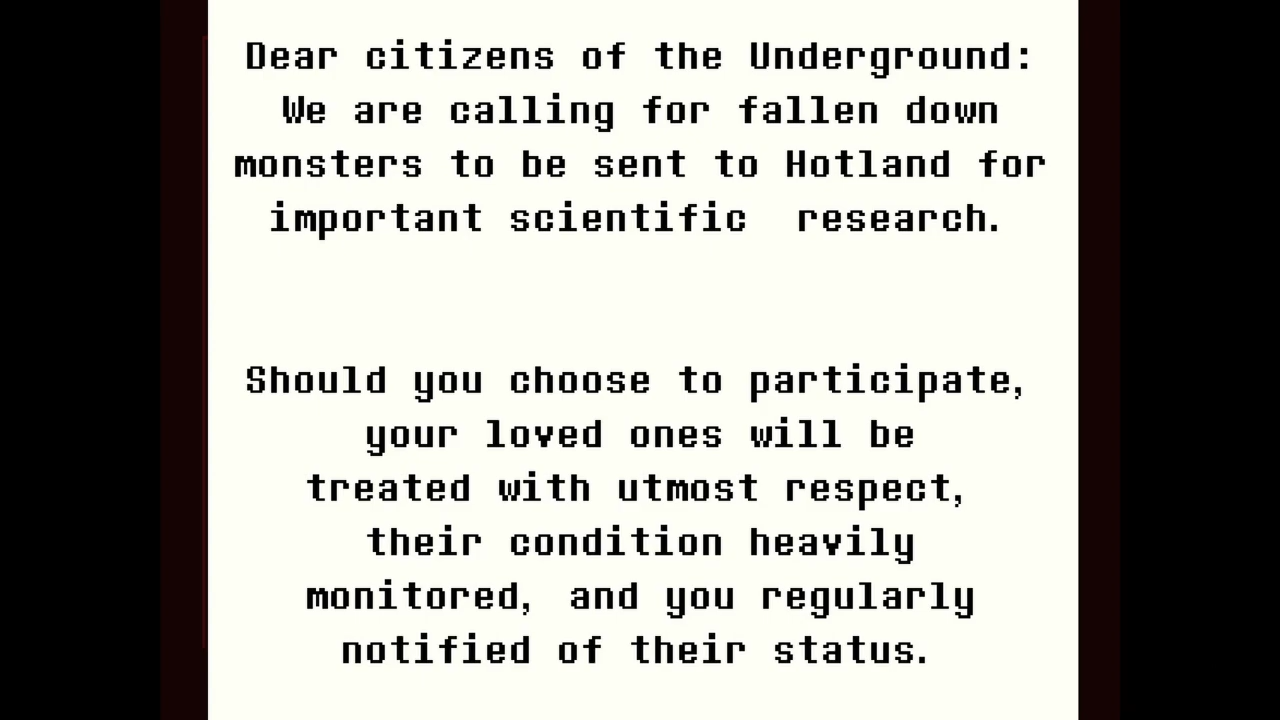 Dear citizens of the Underground:
We are calling for fallen down
monsters to be sent to Hotland for
important scientific  research.
Should you choose to participate,
your loved ones will be
treated with utmost respect,
their condition heavily
monitored, and you regularly
notified of their status.